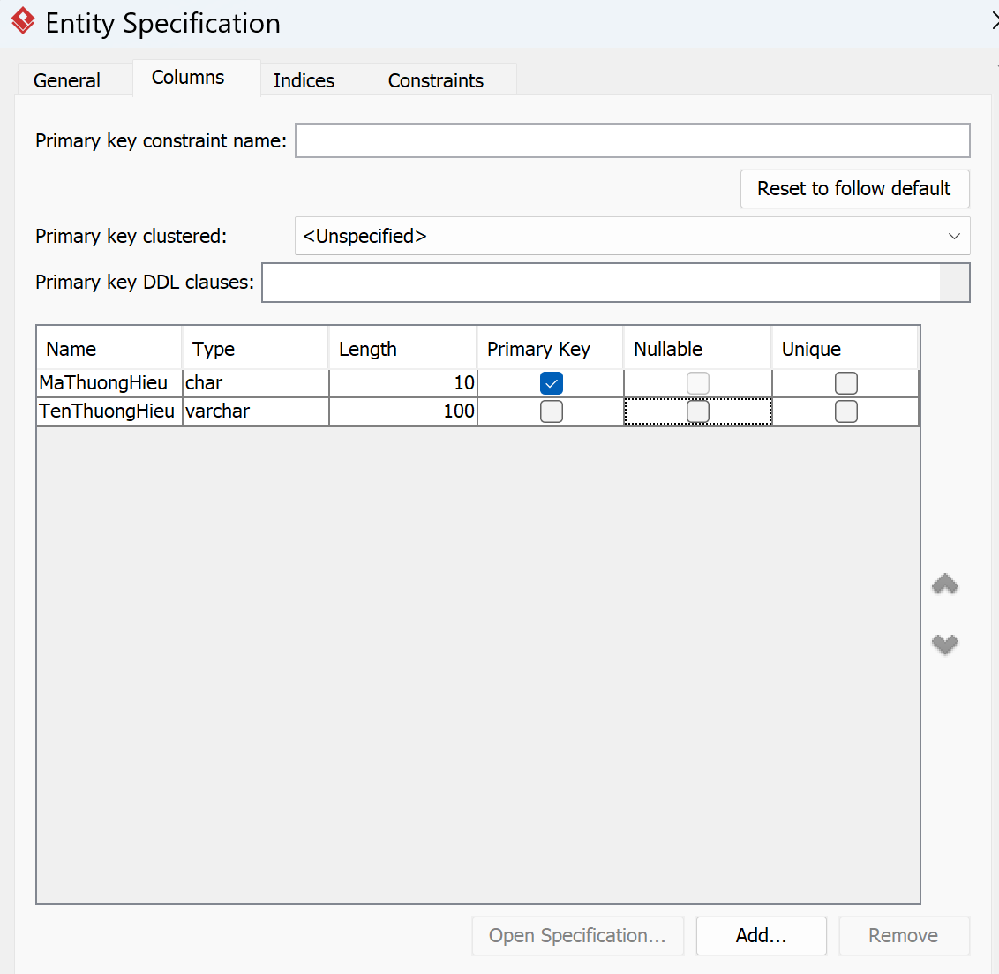 Entity Specification
General Columns Indices Constraints
Primary key constraint name:
Reset to follow default
Primary key clustered: <Unspecified>
Primary key DDL clauses:
Name Type Length Primary Key Nullable Unique
MaThuongHieu char 10
TenThuongHieu varchar 100
Open Specification... Add... Remove